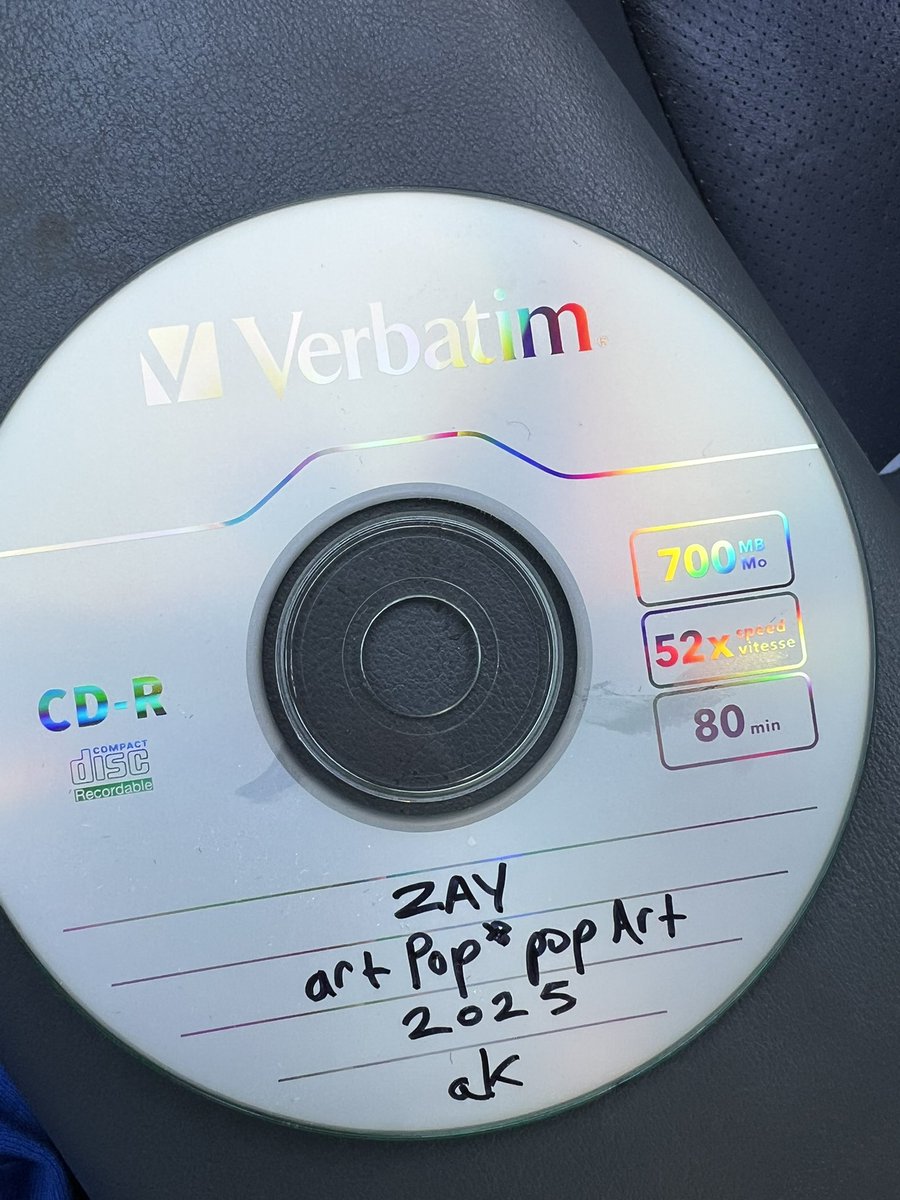 Verbatim®
700 MB Mo
52x speed vitesse
80 min
CD-R
COMPACT
disc
Recordable
ZAY
art Pop* pop Art
2025
ak